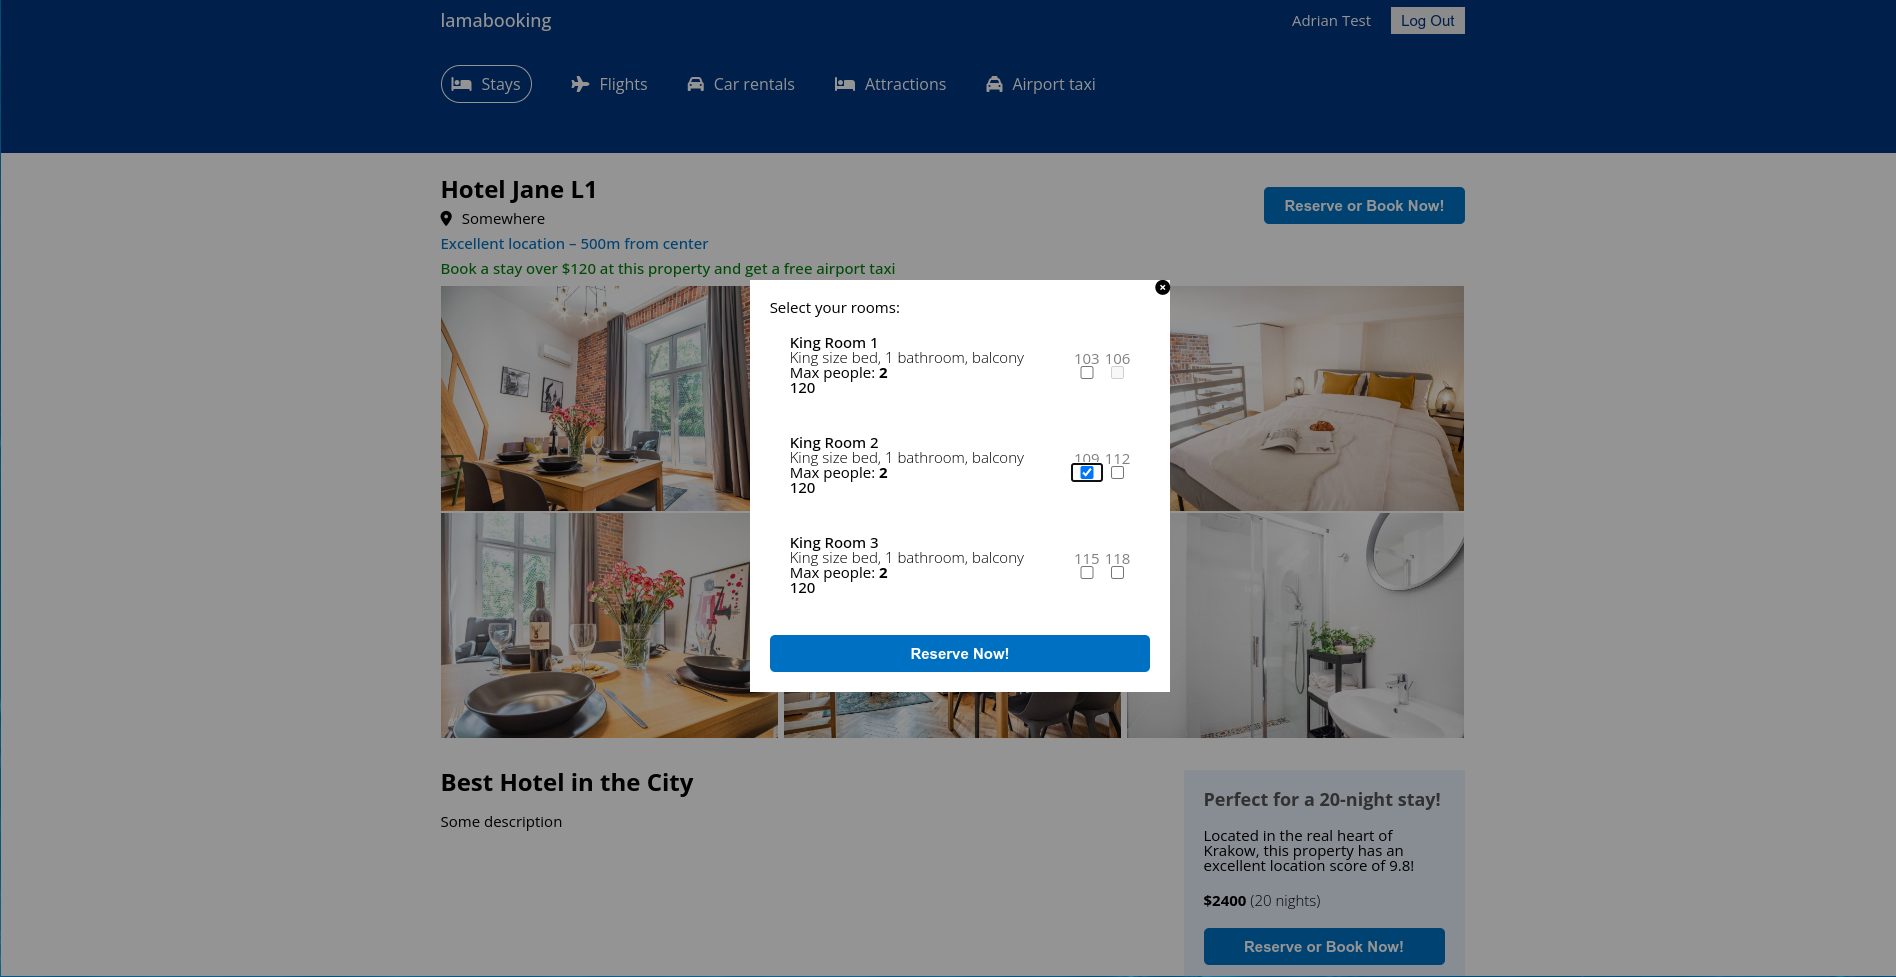 lamabooking
Adrian Test
Log Out
Stays
Flights
Car rentals
Attractions
Airport taxi
Hotel Jane L1
Reserve or Book Now!
Somewhere
Excellent location – 500m from center
Book a stay over $120 at this property and get a free airport taxi
Select your rooms:
King Room 1
King size bed, 1 bathroom, balcony
Max people: 2
120
103 106
King Room 2
King size bed, 1 bathroom, balcony
Max people: 2
120
109 112
King Room 3
King size bed, 1 bathroom, balcony
Max people: 2
120
115 118
Reserve Now!
Best Hotel in the City
Some description
Perfect for a 20-night stay!
Located in the real heart of
Krakow, this property has an
excellent location score of 9.8!
$2400 (20 nights)
Reserve or Book Now!